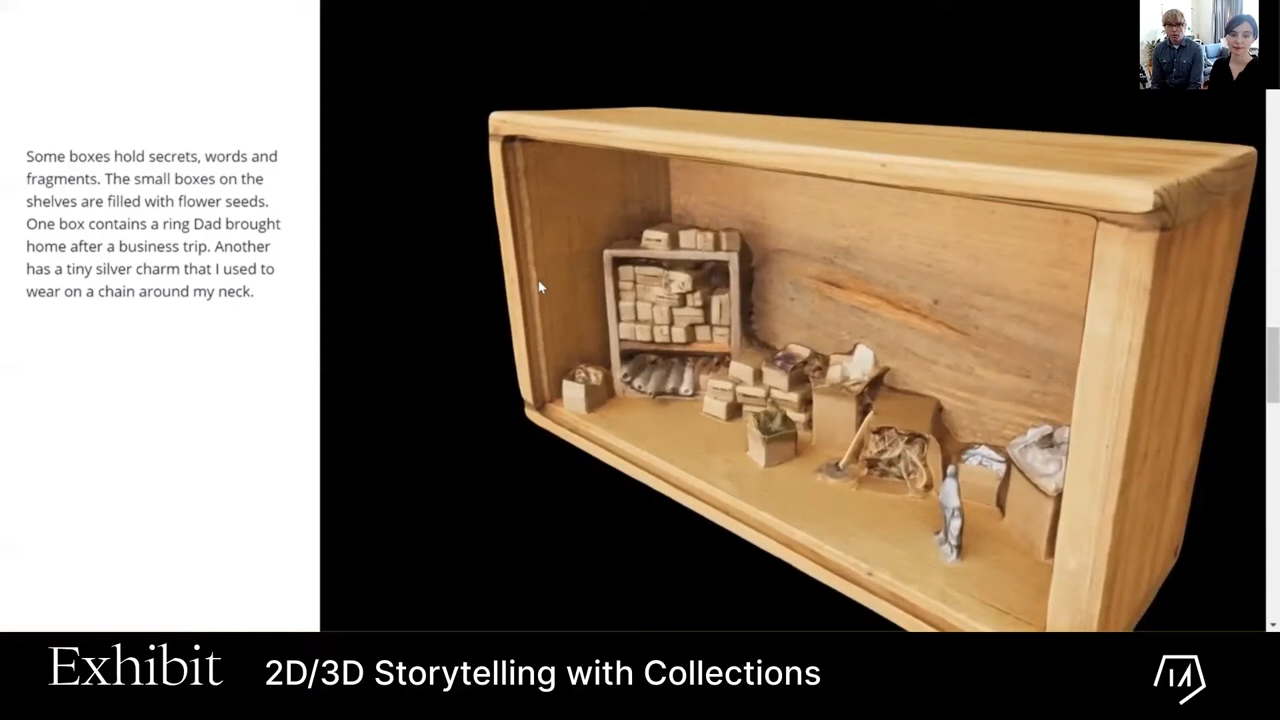 Some boxes hold secrets, words and
fragments. The small boxes on the
shelves are filled with flower seeds.
One box contains a ring Dad brought
home after a business trip. Another
has a tiny silver charm that I used to
wear on a chain around my neck.
Exhibit 2D/3D Storytelling with Collections